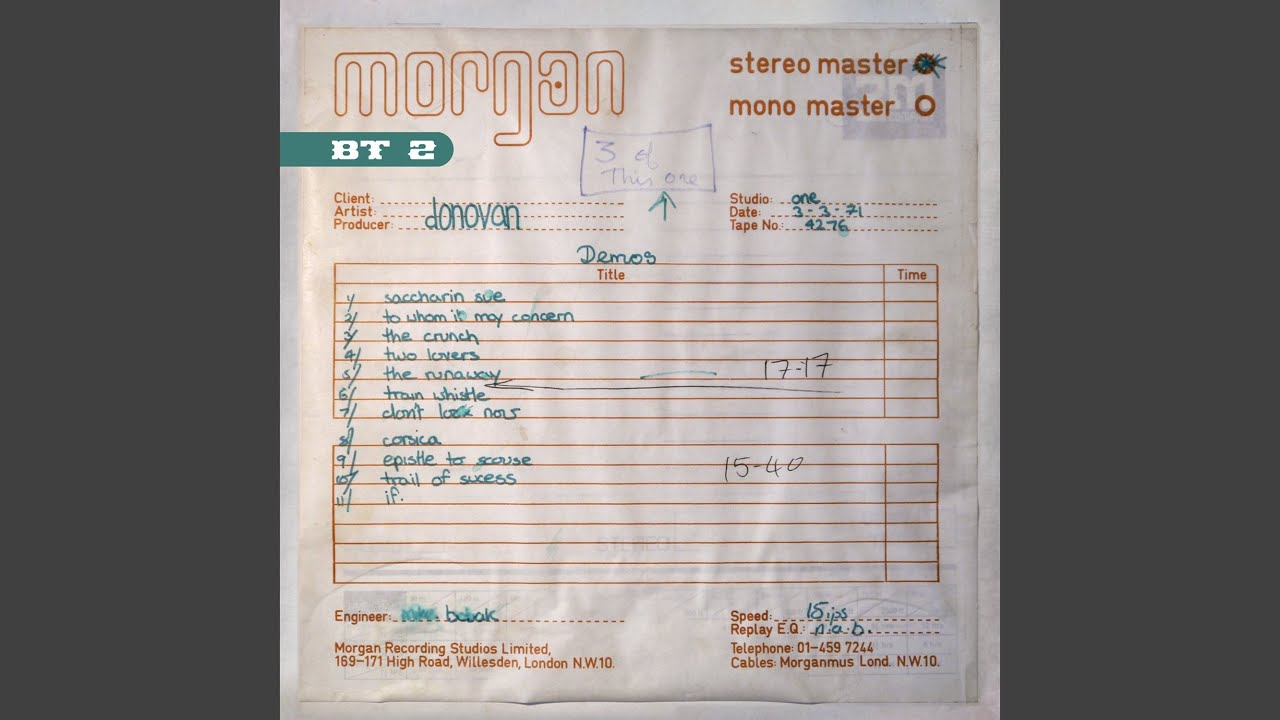 morgan
stereo master
mono master
BT 2
3 of
This one
Client:
Artist: donovan
Producer:
Studio: one
Date: 3-3-71
Tape No: 4276
Demos
Title Time
1/ saccharin sue
2/ to whom it may concern
3/ the crunch
4/ two lovers
5/ the runaway
17-17
6/ train whistle
7/ don't look now
8/ corsica
9/ epistle to scouse
15-40
10/ trail of sucess
11/ if.
Engineer: bobak
Speed: 15ips
Replay E.Q.: n.a.b.
Morgan Recording Studios Limited,
169-171 High Road, Willesden, London N.W.10.
Telephone: 01-459 7244
Cables: Morganmus Lond. N.W.10.